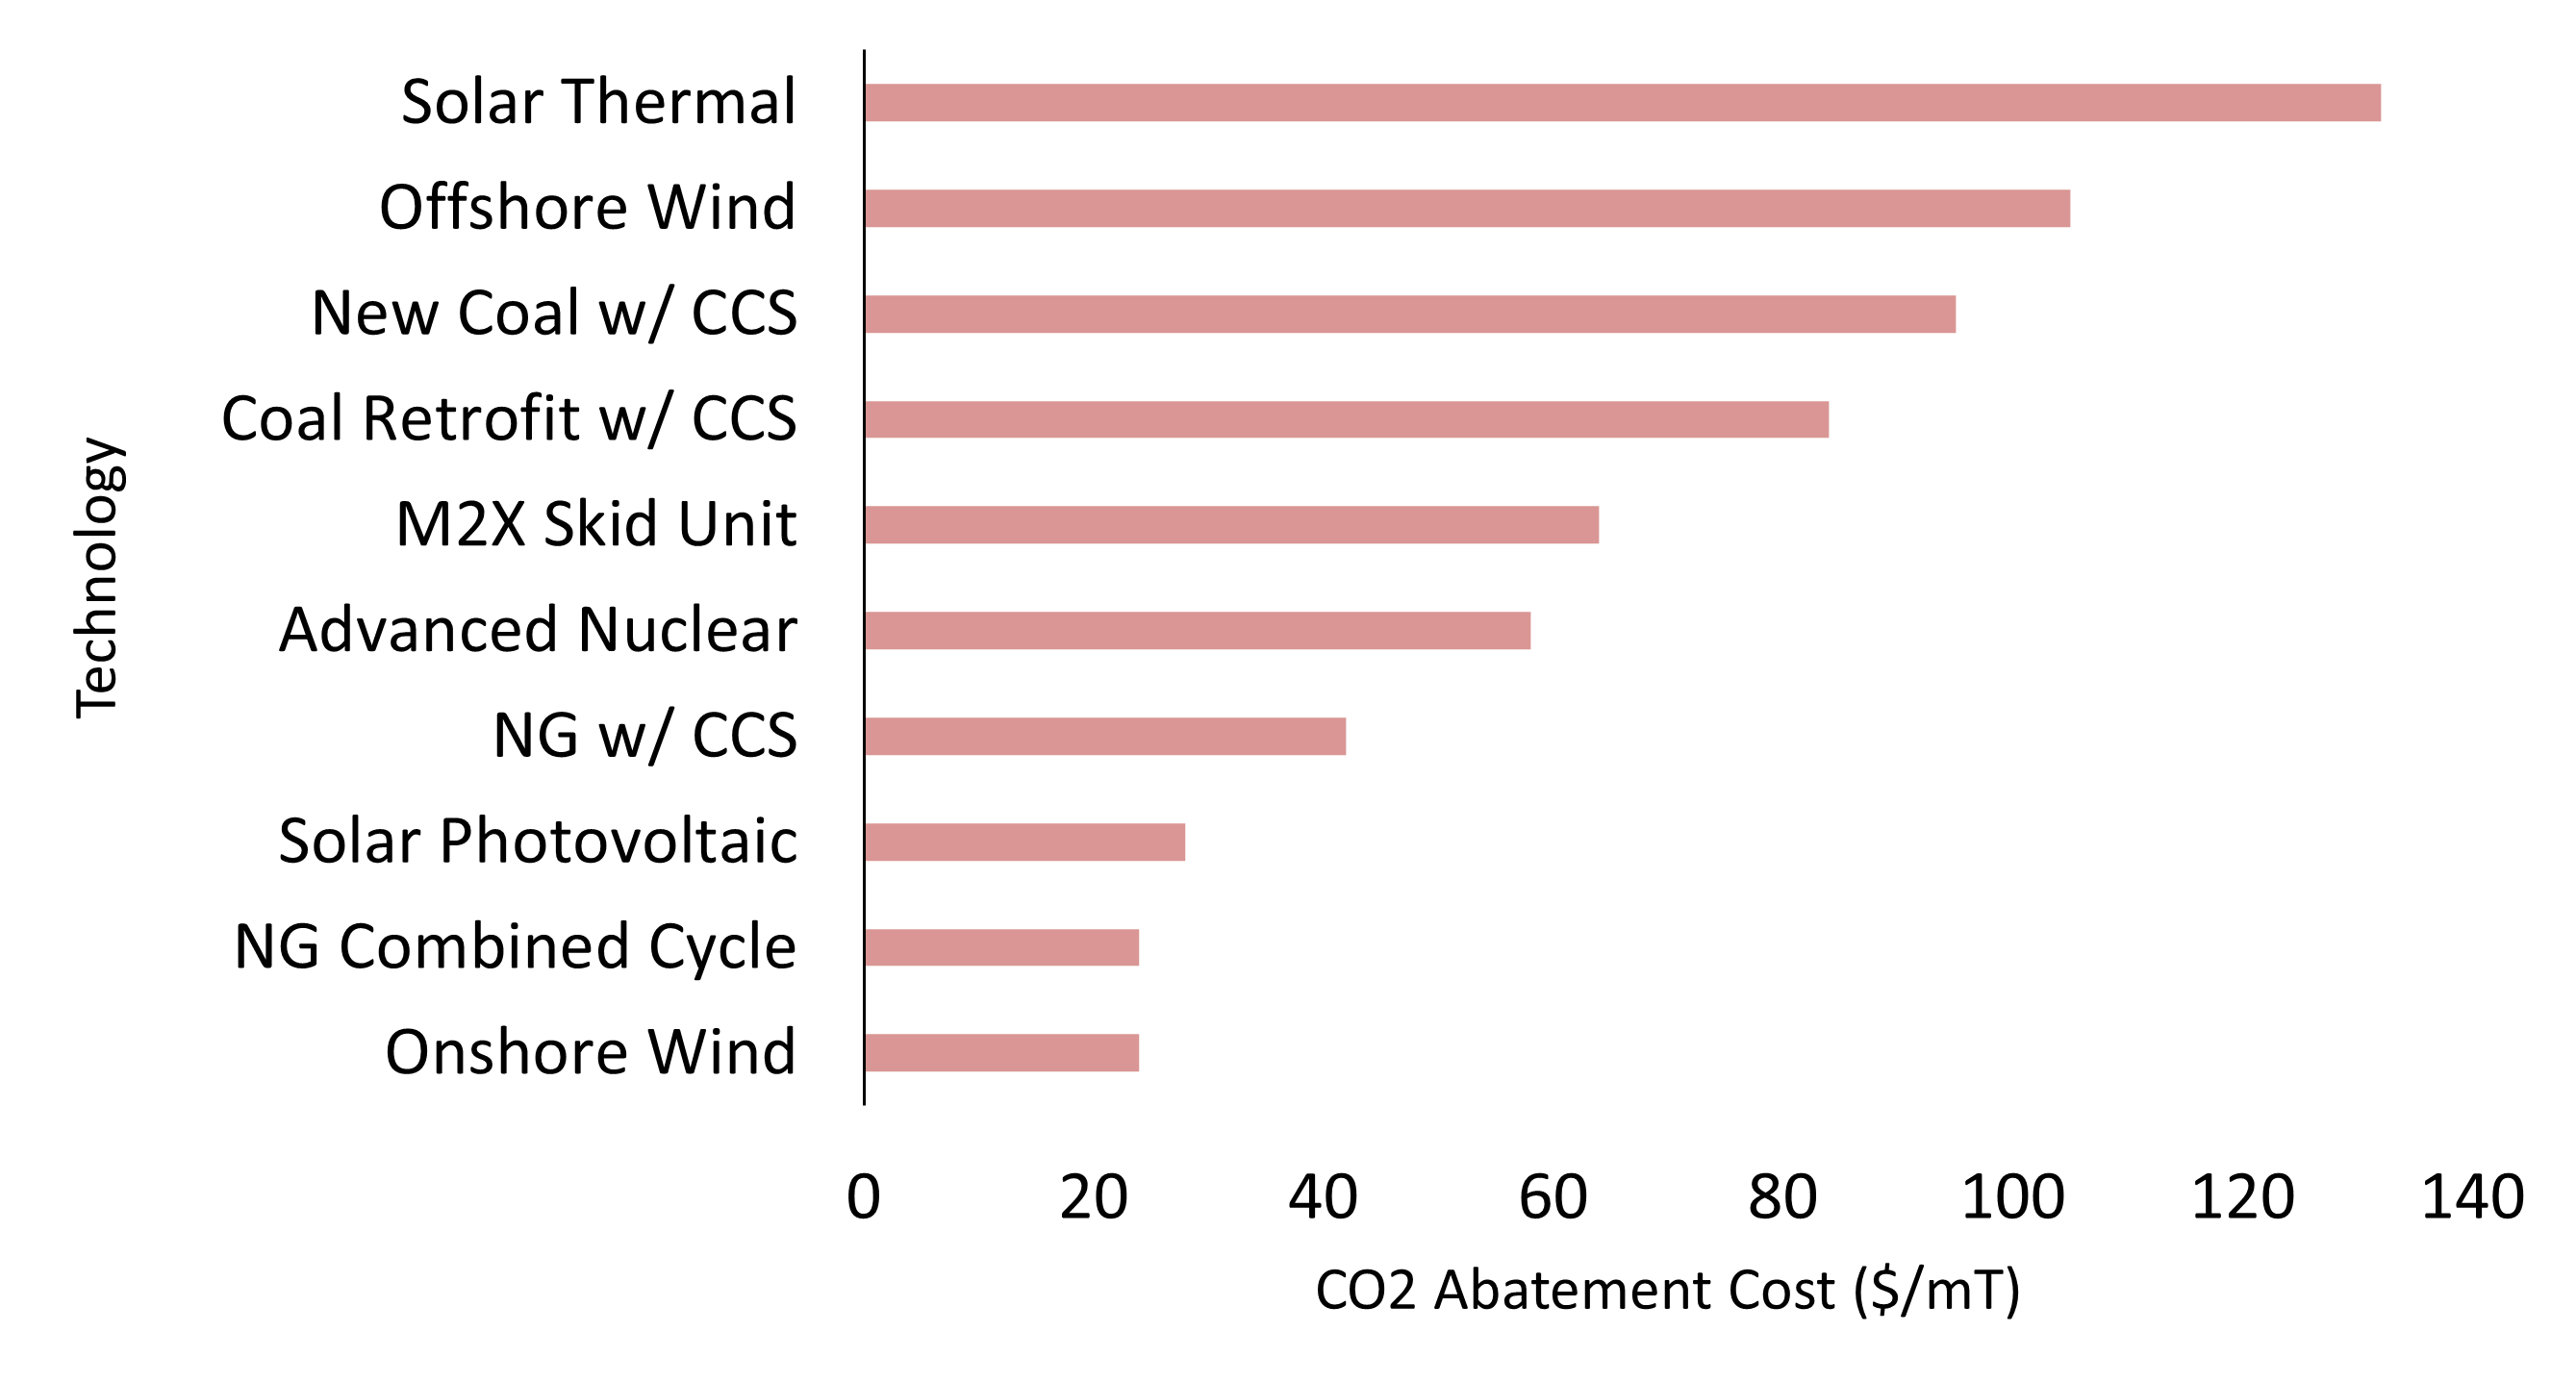 Technology
Solar Thermal
Offshore Wind
New Coal w/ CCS
Coal Retrofit w/ CCS
M2X Skid Unit
Advanced Nuclear
NG w/ CCS
Solar Photovoltaic
NG Combined Cycle
Onshore Wind
0 20 40 60 80 100 120 140
CO2 Abatement Cost ($/mT)